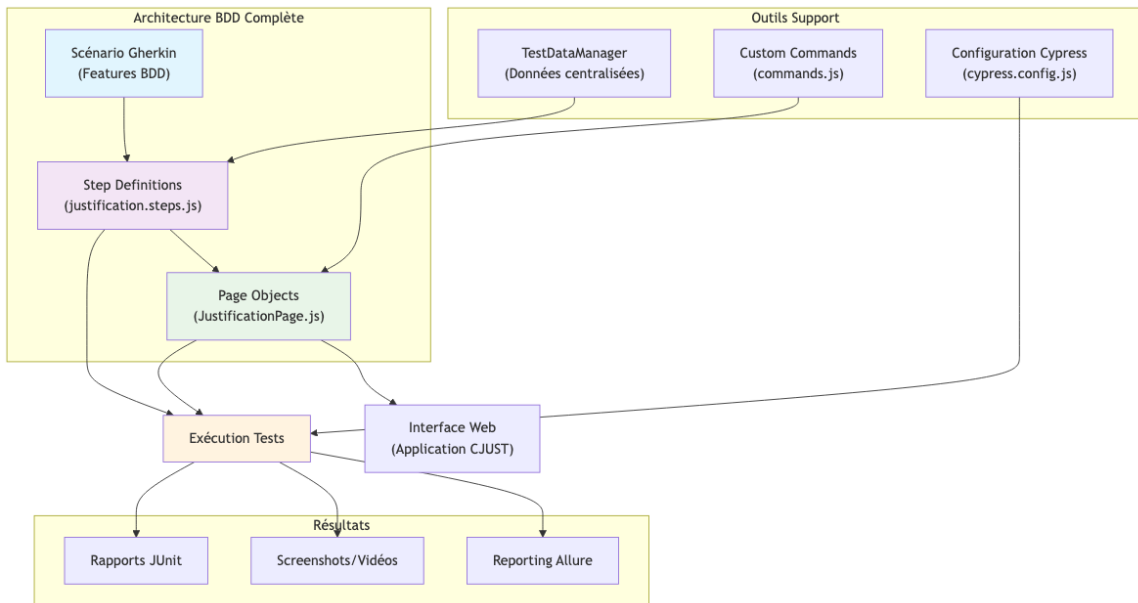 Architecture BDD Complète
Outils Support
Scénario Gherkin
(Features BDD)
TestDataManager
(Données centralisées)
Custom Commands
(commands.js)
Configuration Cypress
(cypress.config.js)
Step Definitions
(justification.steps.js)
Page Objects
(JustificationPage.js)
Exécution Tests
Interface Web
(Application CJUST)
Résultats
Rapports JUnit
Screenshots/Vidéos
Reporting Allure